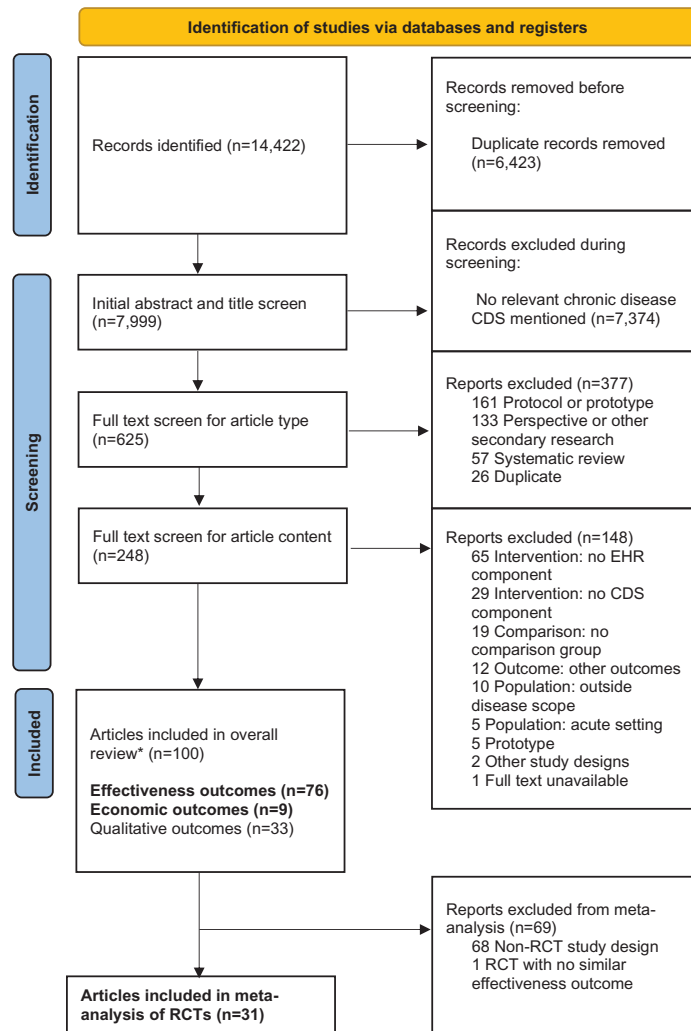 Identification of studies via databases and registers
Identification
Records identified (n=14,422)
Records removed before
screening:
Duplicate records removed
(n=6,423)
Screening
Initial abstract and title screen
(n=7,999)
Records excluded during
screening:
No relevant chronic disease
CDS mentioned (n=7,374)
Full text screen for article type
(n=625)
Reports excluded (n=377)
161 Protocol or prototype
133 Perspective or other
secondary research
57 Systematic review
26 Duplicate
Full text screen for article content
(n=248)
Reports excluded (n=148)
65 Intervention: no EHR
component
29 Intervention: no CDS
component
19 Comparison: no
comparison group
12 Outcome: other outcomes
10 Population: outside
disease scope
5 Population: acute setting
5 Prototype
2 Other study designs
1 Full text unavailable
Included
Articles included in overall
review* (n=100)
Effectiveness outcomes (n=76)
Economic outcomes (n=9)
Qualitative outcomes (n=33)
Reports excluded from meta-
analysis (n=69)
68 Non-RCT study design
1 RCT with no similar
effectiveness outcome
Articles included in meta-
analysis of RCTs (n=31)